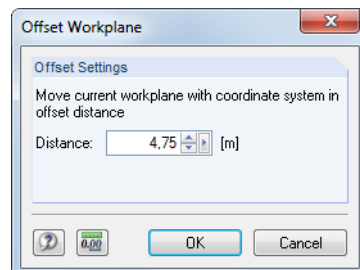 Offset Workplane
Offset Settings
Move current workplane with coordinate system in
offset distance
Distance: 4,75 [m]
0.00 OK Cancel